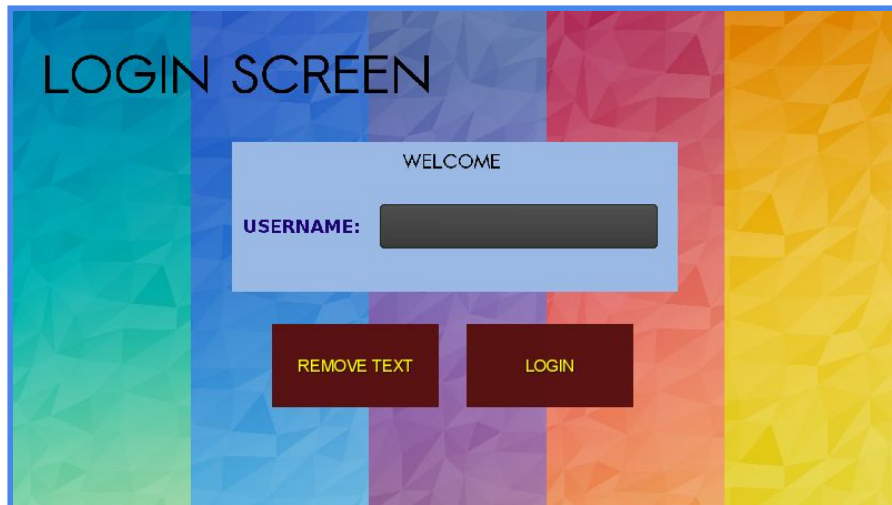 LOGIN SCREEN
WELCOME
USERNAME:
REMOVE TEXT
LOGIN